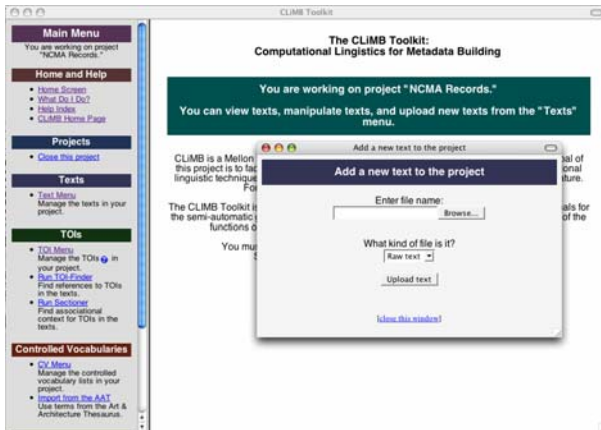 CLiMB Toolkit
Main Menu
You are working on project
"NCMA Records."
Home and Help
Home Screen
What Do I Do?
Help Index
CLiMB Home Page
Projects
Close this project
Texts
Text Menu
Manage the texts in your
project.
TOIs
TOI Menu
Manage the TOIs ? in
your project.
Run TOI-Finder
Find references to TOIs
in the texts.
Run Sectioner
Find associational
context for TOIs in the
texts.
Controlled Vocabularies
CV Menu
Manage the controlled
vocabulary lists in your
project.
Import from the AAT
Use terms from the Art &
Architecture Thesaurus.
The CLiMB Toolkit:
Computational Lingistics for Metadata Building
You are working on project "NCMA Records."
You can view texts, manipulate texts, and upload new texts from the "Texts"
menu.
CLiMB is a Mellon
this project is to
linguistic technique
The CLiMB Toolkit
the semi-automatic
functions
You
Add a new text to the project
Add a new text to the project
Enter file name:
Browse...
What kind of file is it?
Raw text
Upload text
[close this window]
of
als for
of the